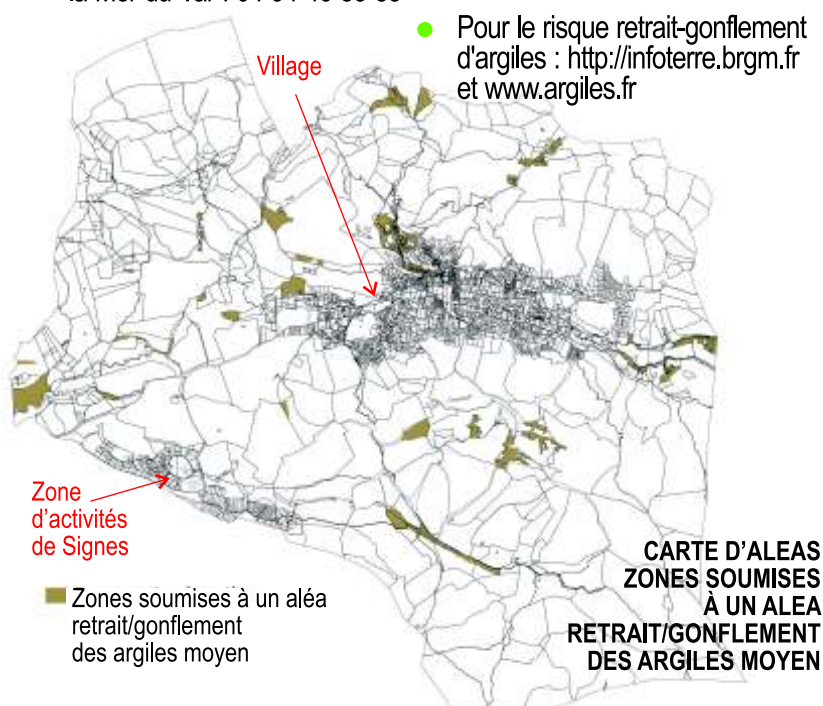 ● Pour le risque retrait-gonflement
d'argiles : http://infoterre.brgm.fr
et www.argiles.fr
Village
Zone
d'activités
de Signes
Zones soumises à un aléa
retrait/gonflement
des argiles moyen
CARTE D'ALEAS
ZONES SOUMISES
À UN ALEA
RETRAIT/GONFLEMENT
DES ARGILES MOYEN